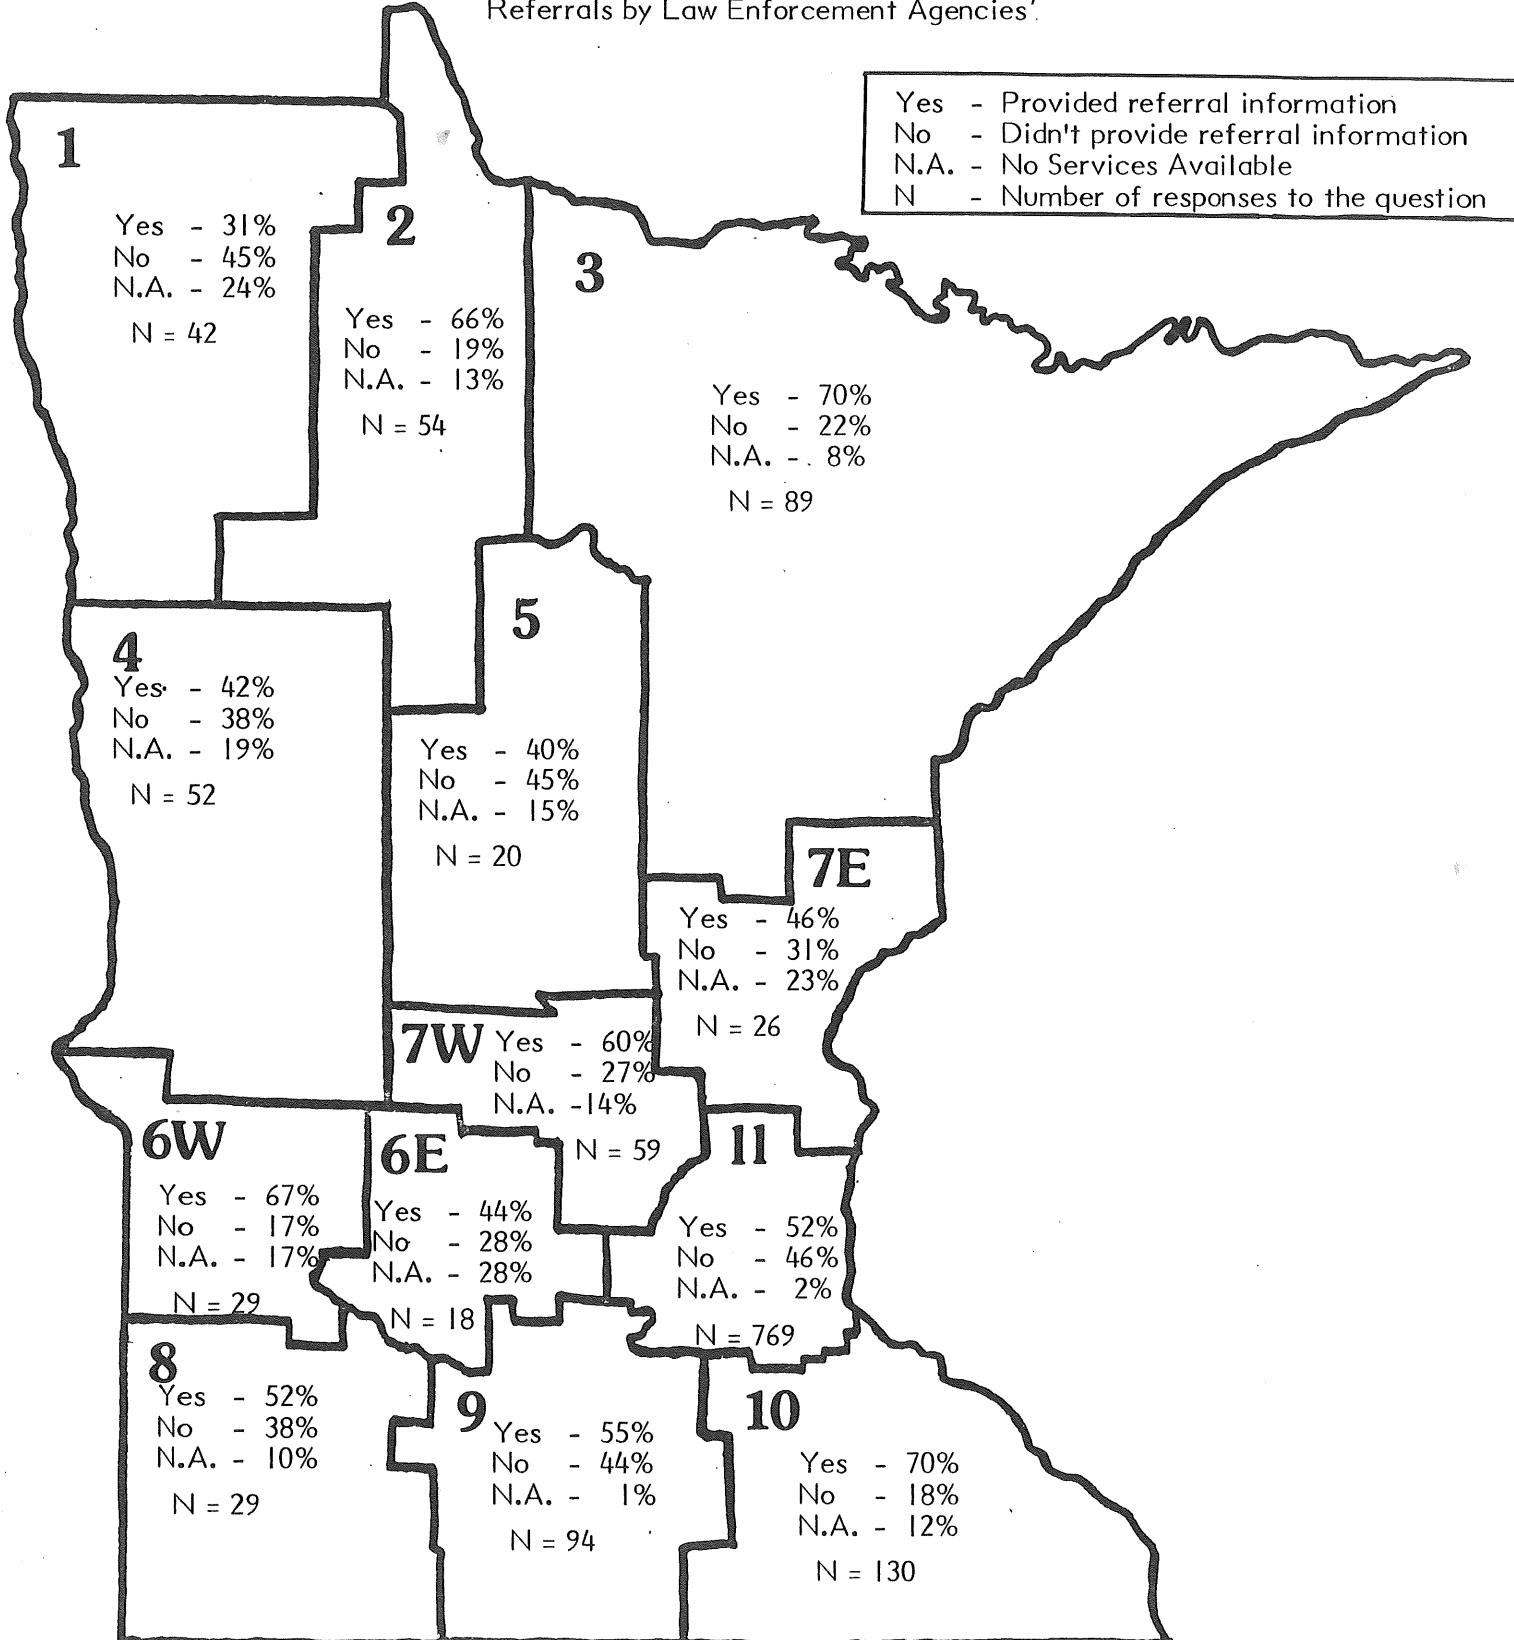 Referrals by Law Enforcement Agencies'.
Yes - Provided referral information
No - Didn't provide referral information
N.A. - No Services Available
N - Number of responses to the question
1
Yes - 31%
No - 45%
N.A. - 24%
N = 42
2
Yes - 66%
No - 19%
N.A. - 13%
N = 54
3
Yes - 70%
No - 22%
N.A. - 8%
N = 89
4
Yes - 42%
No - 38%
N.A. - 19%
N = 52
5
Yes - 40%
No - 45%
N.A. - 15%
N = 20
7E
Yes - 46%
No - 31%
N.A. - 23%
N = 26
7W
Yes - 60%
No - 27%
N.A. -14%
N = 59
6W
Yes - 67%
No - 17%
N.A. - 17%
N = 29
6E
Yes - 44%
No - 28%
N.A. - 28%
N = 18
11
Yes - 52%
No - 46%
N.A. - 2%
N = 769
8
Yes - 52%
No - 38%
N.A. - 10%
N = 29
9
Yes - 55%
No - 44%
N.A. - 1%
N = 94
10
Yes - 70%
No - 18%
N.A. - 12%
N = 130